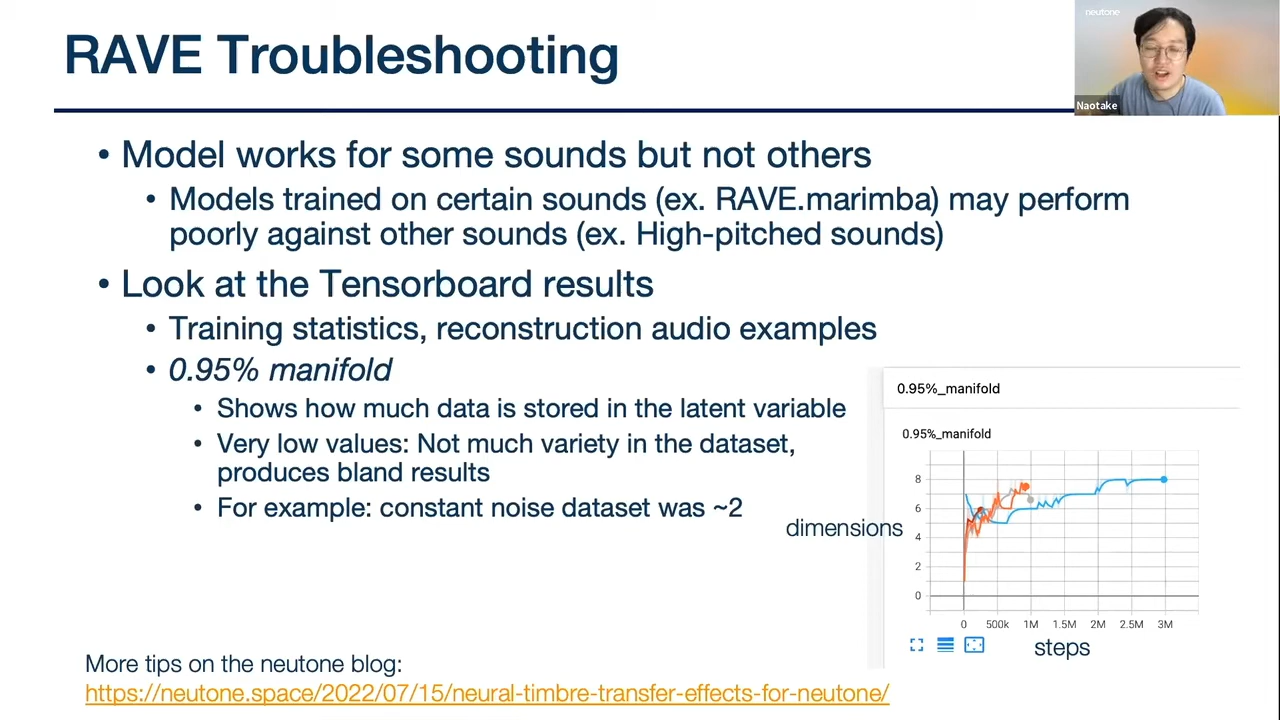 neutone
RAVE Troubleshooting
Naotake
• Model works for some sounds but not others
• Models trained on certain sounds (ex. RAVE.marimba) may perform
poorly against other sounds (ex. High-pitched sounds)
• Look at the Tensorboard results
• Training statistics, reconstruction audio examples
• 0.95% manifold
• Shows how much data is stored in the latent variable
• Very low values: Not much variety in the dataset,
produces bland results
• For example: constant noise dataset was ~2
0.95%_manifold
0.95%_manifold
8
6
dimensions
4
2
0
0 500k 1M 1.5M 2M 2.5M 3M
steps
More tips on the neutone blog:
https://neutone.space/2022/07/15/neural-timbre-transfer-effects-for-neutone/